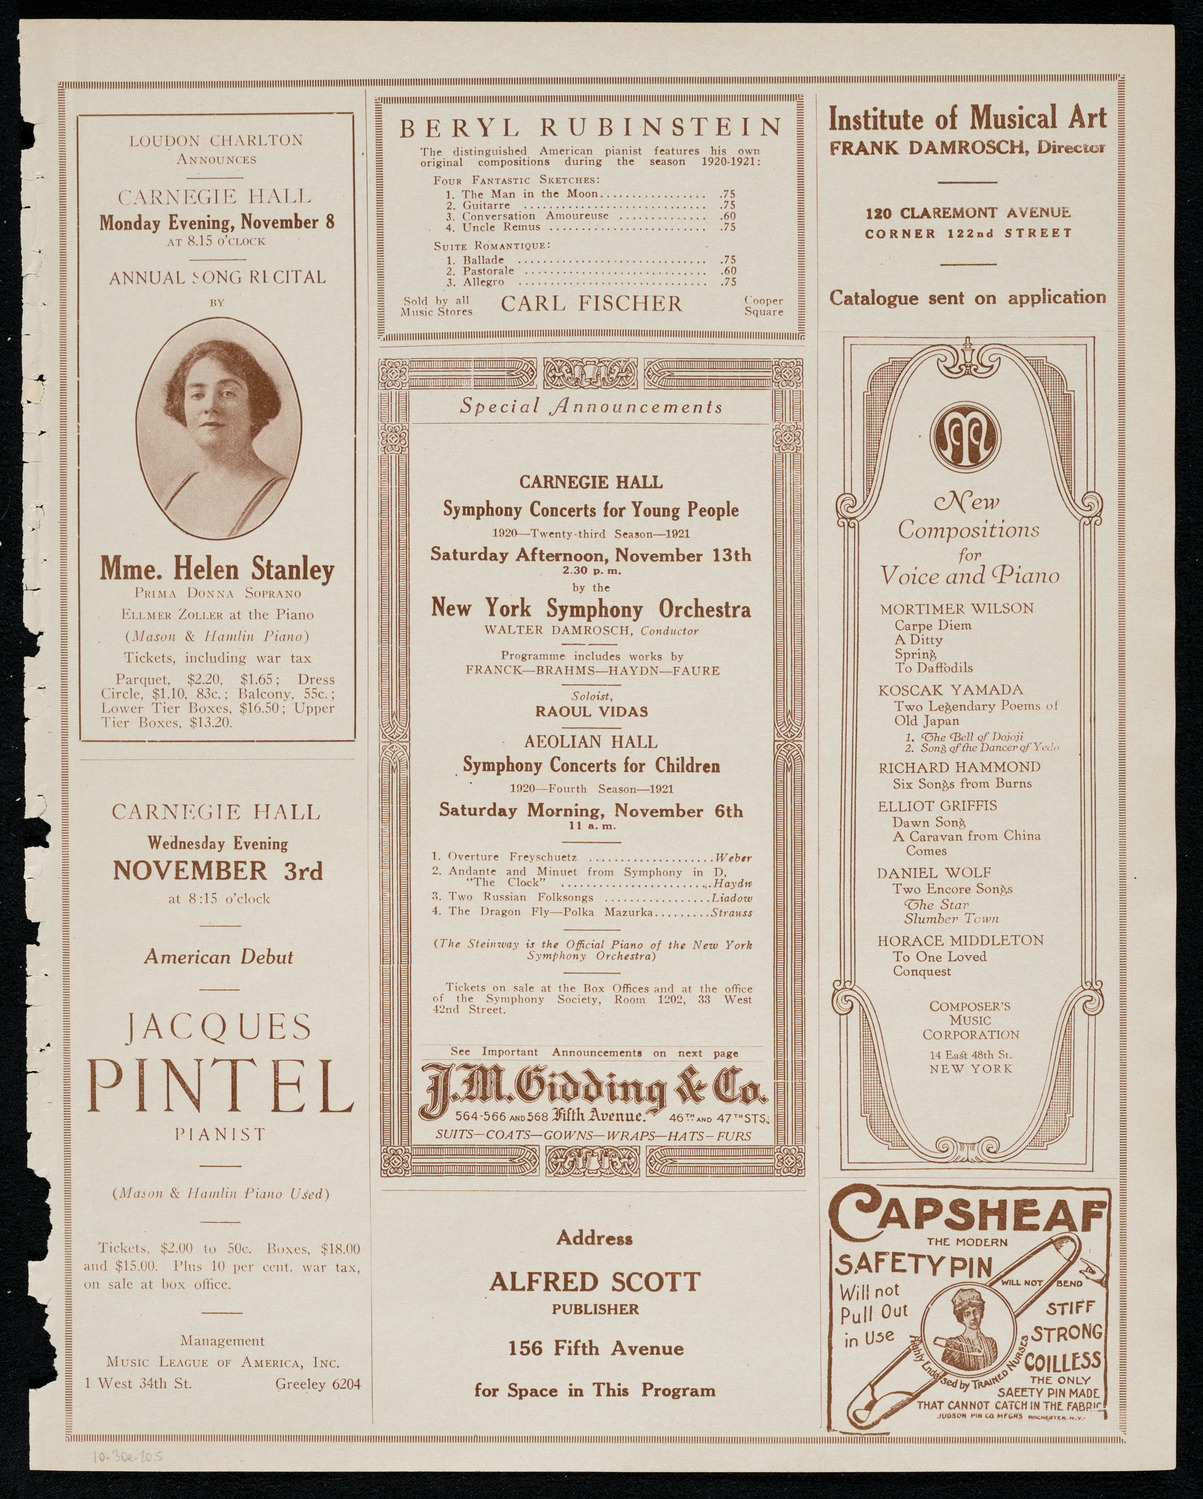 LOUDON CHARLTON
ANNOUNCES
CARNEGIE HALL
Monday Evening, November 8
AT 8.15 O'CLOCK
ANNUAL SONG RECITAL
BY
Mme. Helen Stanley
PRIMA DONNA SOPRANO
ELLMER ZOLLER at the Piano
(Mason & Hamlin Piano)
Tickets, including war tax
Parquet, $2.20, $1.65; Dress
Circle, $1.10, 83c.; Balcony, 55c.;
Lower Tier Boxes, $16.50; Upper
Tier Boxes, $13.20.
CARNEGIE HALL
Wednesday Evening
NOVEMBER 3rd
at 8:15 o'clock
American Debut
JACQUES
PINTEL
PIANIST
(Mason & Hamlin Piano Used)
Tickets, $2.00 to 50c. Boxes, $18.00
and $15.00. Plus 10 per cent. war tax,
on sale at box office.
Management
MUSIC LEAGUE OF AMERICA, INC.
1 West 34th St. Greeley 6204
BERYL RUBINSTEIN
The distinguished American pianist features his own
original compositions during the season 1920-1921:
FOUR FANTASTIC SKETCHES:
1. The Man in the Moon................ .75
2. Guitarre ........................... .75
3. Conversation Amoureuse ............. .60
4. Uncle Remus ........................ .75
SUITE ROMANTIQUE:
1. Ballade ............................ .75
2. Pastorale .......................... .60
3. Allegro ............................ .75
Sold by all
Music Stores
CARL FISCHER
Cooper
Square
Special Announcements
CARNEGIE HALL
Symphony Concerts for Young People
1920—Twenty-third Season—1921
Saturday Afternoon, November 13th
2.30 p. m.
by the
New York Symphony Orchestra
WALTER DAMROSCH, Conductor
Programme includes works by
FRANCK—BRAHMS—HAYDN—FAURE
Soloist,
RAOUL VIDAS
AEOLIAN HALL
Symphony Concerts for Children
1920—Fourth Season—1921
Saturday Morning, November 6th
11 a. m.
1. Overture Freyschuetz ...................Weber
2. Andante and Minuet from Symphony in D,
"The Clock" .......................Haydn
3. Two Russian Folksongs ................Liadow
4. The Dragon Fly—Polka Mazurka.........Strauss
(The Steinway is the Official Piano of the New York
Symphony Orchestra)
Tickets on sale at the Box Offices and at the office
of the Symphony Society, Room 1202, 33 West
42nd Street.
See Important Announcements on next page
J.M. Gidding & Co.
564-566 AND 568 Fifth Avenue. 46TH AND 47TH STS.
SUITS—COATS—GOWNS—WRAPS—HATS—FURS
Address
ALFRED SCOTT
PUBLISHER
156 Fifth Avenue
for Space in This Program
Institute of Musical Art
FRANK DAMROSCH, Director
120 CLAREMONT AVENUE
CORNER 122nd STREET
Catalogue sent on application
New
Compositions
for
Voice and Piano
MORTIMER WILSON
Carpe Diem
A Ditty
Spring
To Daffodils
KOSCAK YAMADA
Two Legendary Poems of
Old Japan
1. The Bell of Dojoji
2. Song of the Dancer of Yedo
RICHARD HAMMOND
Six Songs from Burns
ELLIOT GRIFFIS
Dawn Song
A Caravan from China
Comes
DANIEL WOLF
Two Encore Songs
The Star
Slumber Town
HORACE MIDDLETON
To One Loved
Conquest
COMPOSER'S
MUSIC
CORPORATION
14 East 48th St.
NEW YORK
CAPSHEAF
THE MODERN
SAFETY PIN
WILL NOT BEND
Will not
Pull Out
in Use
STIFF
STRONG
COILLESS
Highly Endorsed by TRAINED NURSES
THE ONLY
SAFETY PIN MADE
THAT CANNOT CATCH IN THE FABRIC
JUDSON PIN CO. MFGRS ROCHESTER, N.Y.
10-30e-20.5